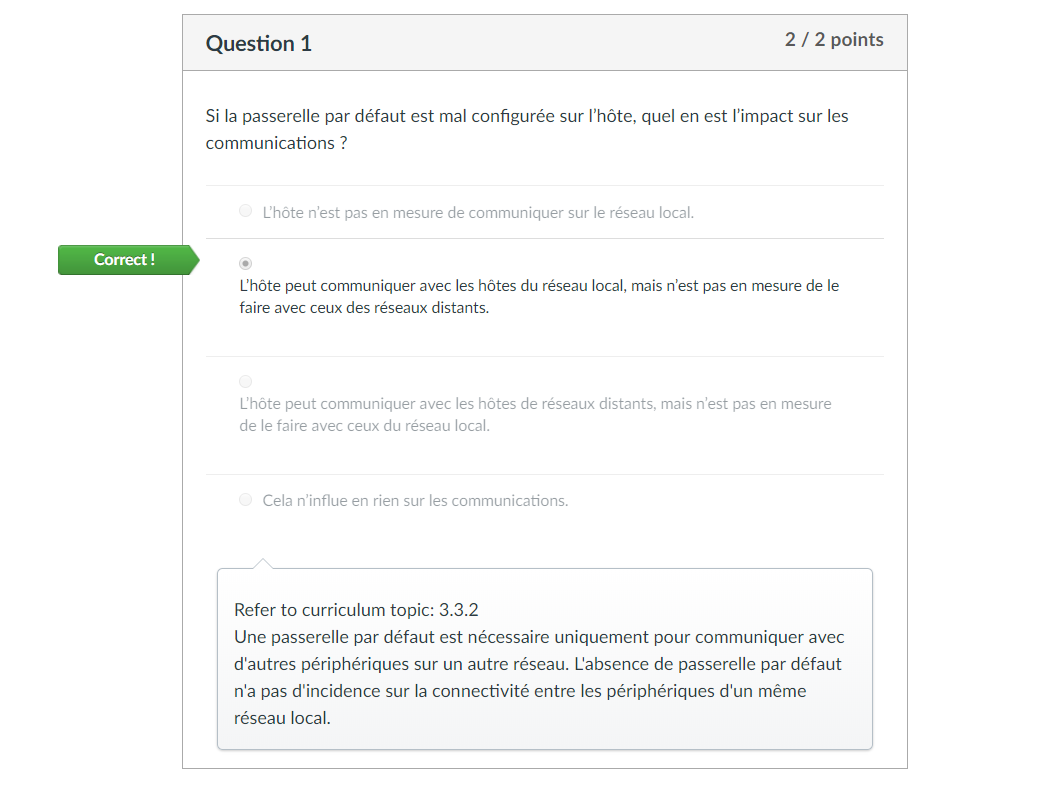 Question 1
2 / 2 points
Si la passerelle par défaut est mal configurée sur l’hôte, quel en est l’impact sur les
communications ?
L’hôte n’est pas en mesure de communiquer sur le réseau local.
Correct !
L’hôte peut communiquer avec les hôtes du réseau local, mais n’est pas en mesure de le
faire avec ceux des réseaux distants.
L’hôte peut communiquer avec les hôtes de réseaux distants, mais n’est pas en mesure
de le faire avec ceux du réseau local.
Cela n’influe en rien sur les communications.
Refer to curriculum topic: 3.3.2
Une passerelle par défaut est nécessaire uniquement pour communiquer avec
d'autres périphériques sur un autre réseau. L'absence de passerelle par défaut
n'a pas d'incidence sur la connectivité entre les périphériques d'un même
réseau local.